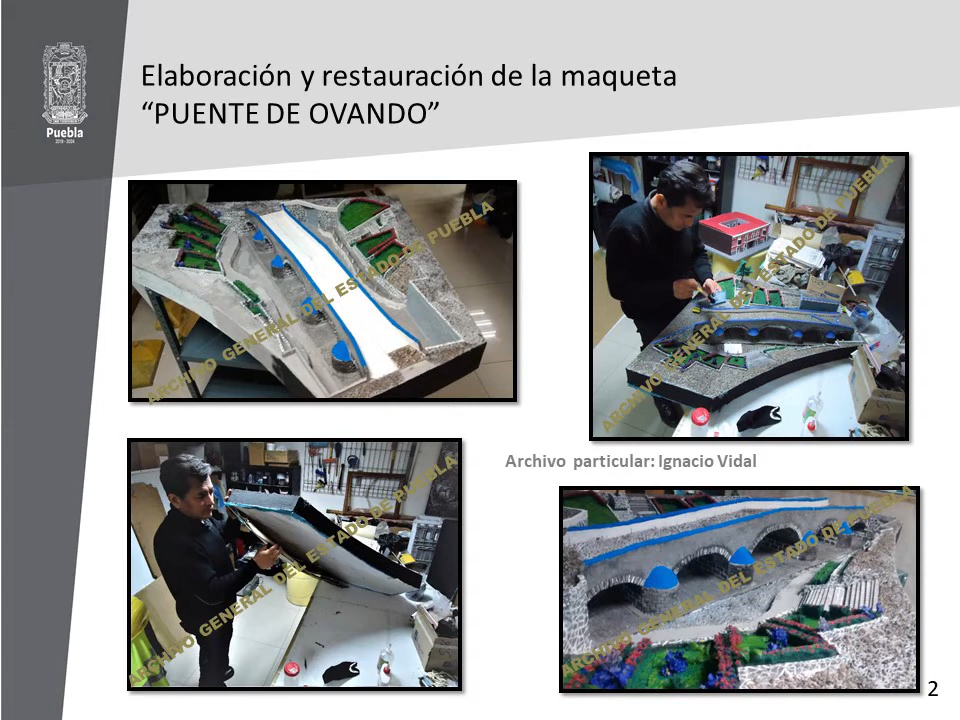 Puebla
2019 - 2024
Elaboración y restauración de la maqueta
“PUENTE DE OVANDO”
ARCHIVO GENERAL DEL ESTADO DE PUEBLA
ARCHIVO GENERAL DEL ESTADO DE PUEBLA
Archivo particular: Ignacio Vidal
ARCHIVO GENERAL DEL ESTADO DE PUEBLA
ARCHIVO GENERAL DEL ESTADO DE PUEBLA
2